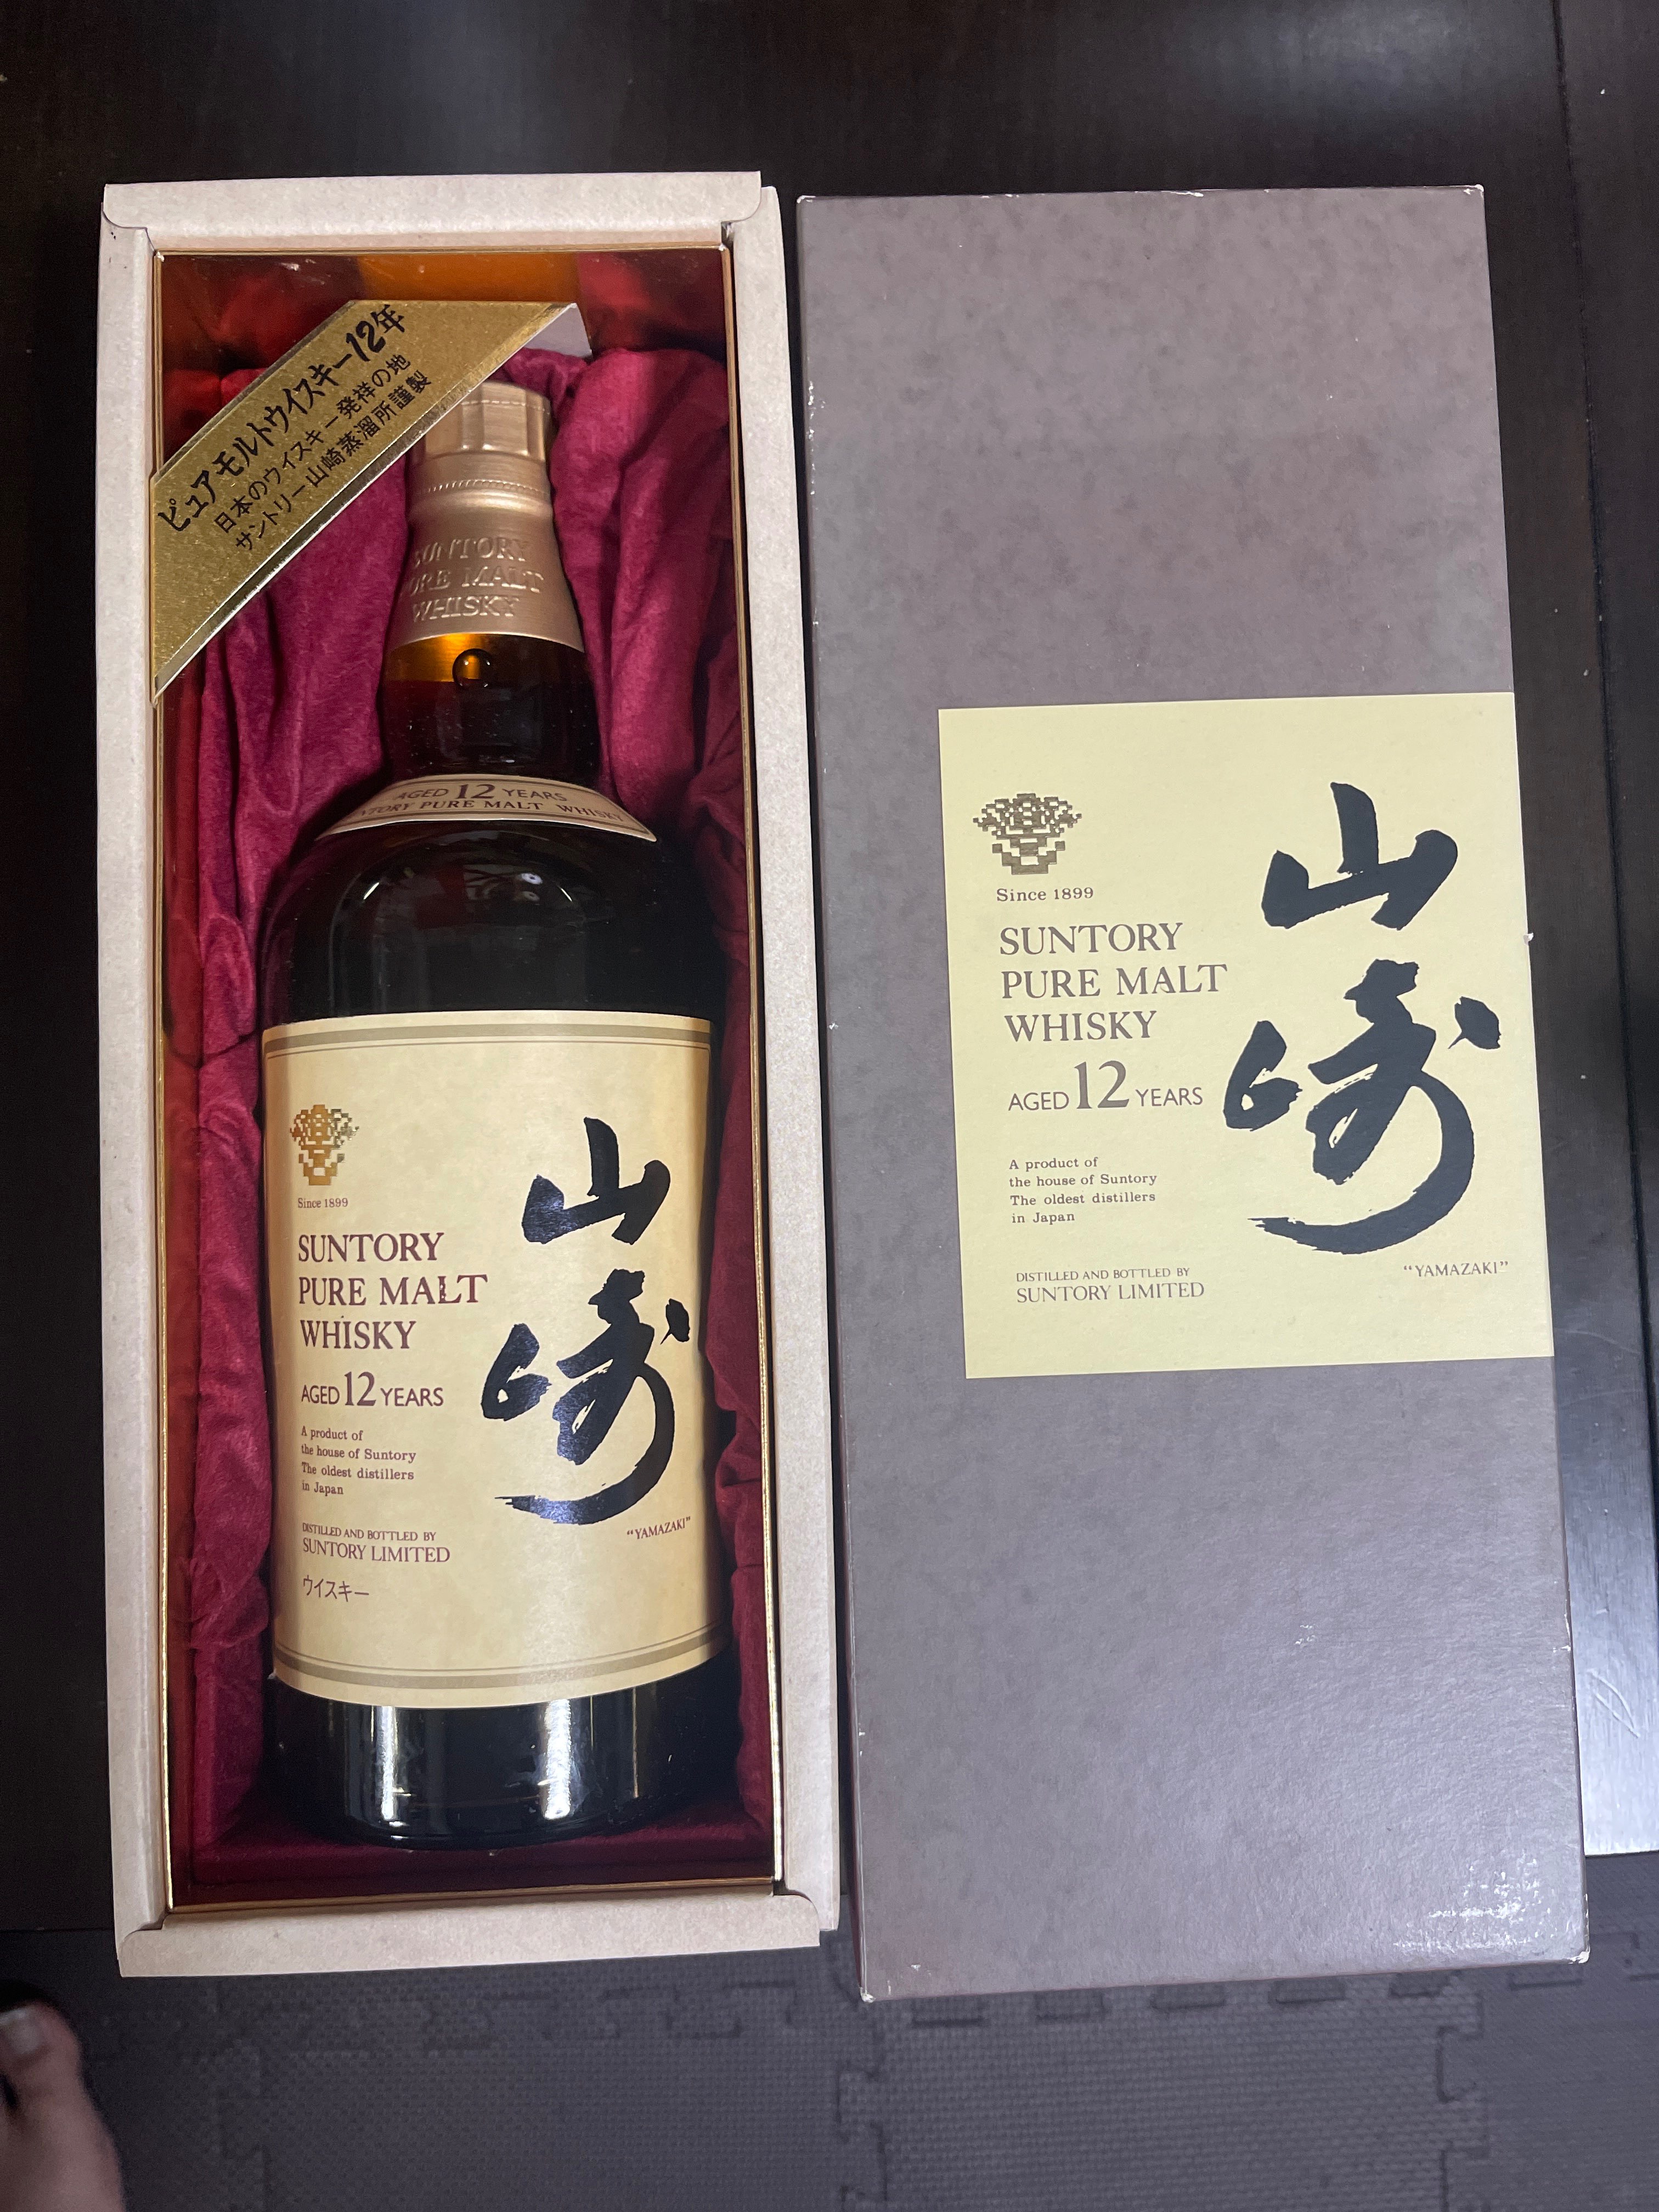 ピュアモルトウイスキー12年
日本のウイスキー発祥の地
サントリー山崎蒸溜所謹製
SUNTORY
PURE MALT
WHISKY
AGED 12 YEARS
SUNTORY PURE MALT WHISKY
Since 1899
SUNTORY
PURE MALT
WHISKY
AGED 12 YEARS
A product of
the house of Suntory
The oldest distillers
in Japan
DISTILLED AND BOTTLED BY
SUNTORY LIMITED
ウイスキー
山崎
“YAMAZAKI”
Since 1899
SUNTORY
PURE MALT
WHISKY
AGED 12 YEARS
A product of
the house of Suntory
The oldest distillers
in Japan
DISTILLED AND BOTTLED BY
SUNTORY LIMITED
山崎
“YAMAZAKI”